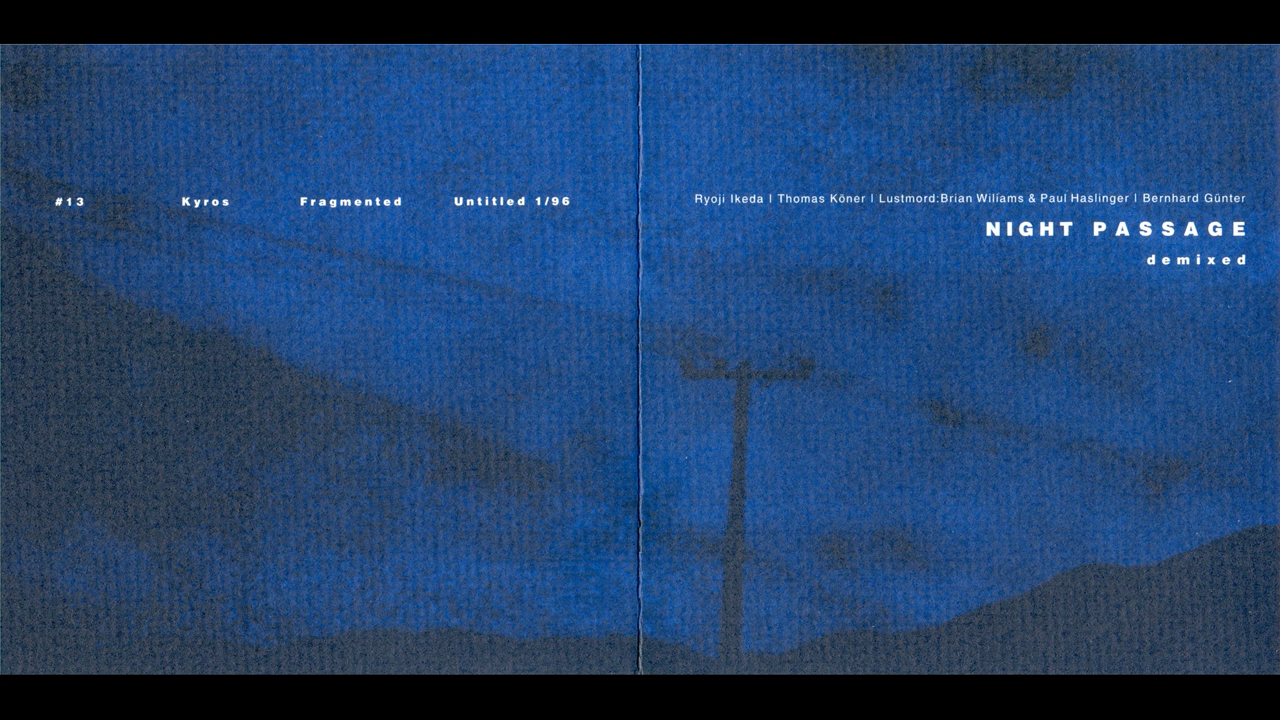 #13 Kyros Fragmented Untitled 1/96
Ryoji Ikeda | Thomas Köner | Lustmord:Brian Wiliams & Paul Haslinger | Bernhard Günter
NIGHT PASSAGE
demixed